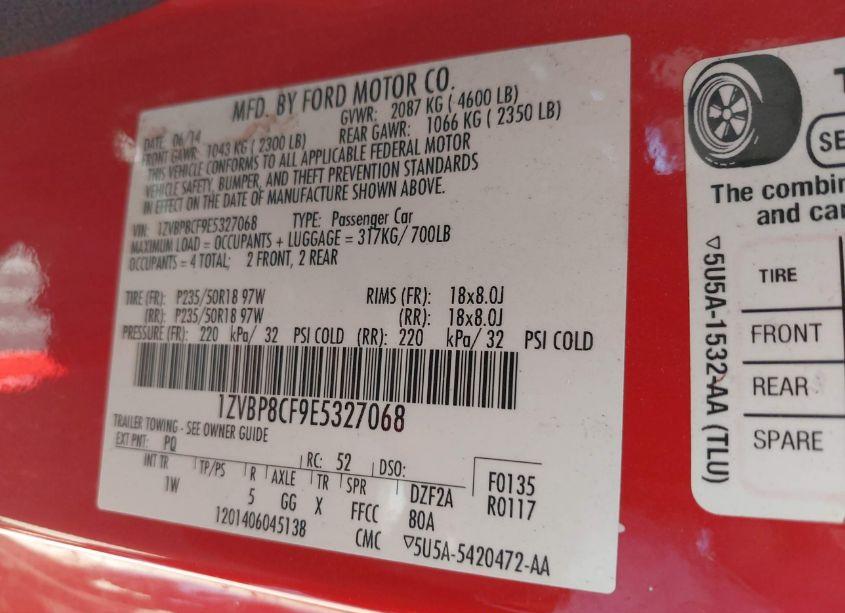 MFD. BY FORD MOTOR CO.
DATE: 06/14 GVWR: 2087 KG ( 4600 LB)
FRONT GAWR: 1043 KG ( 2300 LB) REAR GAWR: 1066 KG ( 2350 LB)
THIS VEHICLE CONFORMS TO ALL APPLICABLE FEDERAL MOTOR
VEHICLE SAFETY, BUMPER, AND THEFT PREVENTION STANDARDS
IN EFFECT ON THE DATE OF MANUFACTURE SHOWN ABOVE.
VIN: 1ZVBP8CF9E5327068 TYPE: Passenger Car
MAXIMUM LOAD = OCCUPANTS + LUGGAGE = 317KG/ 700LB
OCCUPANTS = 4 TOTAL; 2 FRONT, 2 REAR
TIRE (FR): P235/50R18 97W RIMS (FR): 18x8.0J
(RR): P235/50R18 97W (RR): 18x8.0J
PRESSURE (FR): 220 kPa/ 32 PSI COLD (RR): 220 kPa/ 32 PSI COLD
1ZVBP8CF9E5327068
TRAILER TOWING - SEE OWNER GUIDE
EXT PNT: PQ RC: 52 DSO: F0135
INT TR TP/PS R AXLE TR SPR DZF2A R0117
1W 5 GG X FFCC 80A
1201406045138 CMC ▽5U5A-5420472-AA
T
SE
The combin
and car
TIRE
FRONT
REAR
SPARE
▽5U5A-1532-AA (TLU)